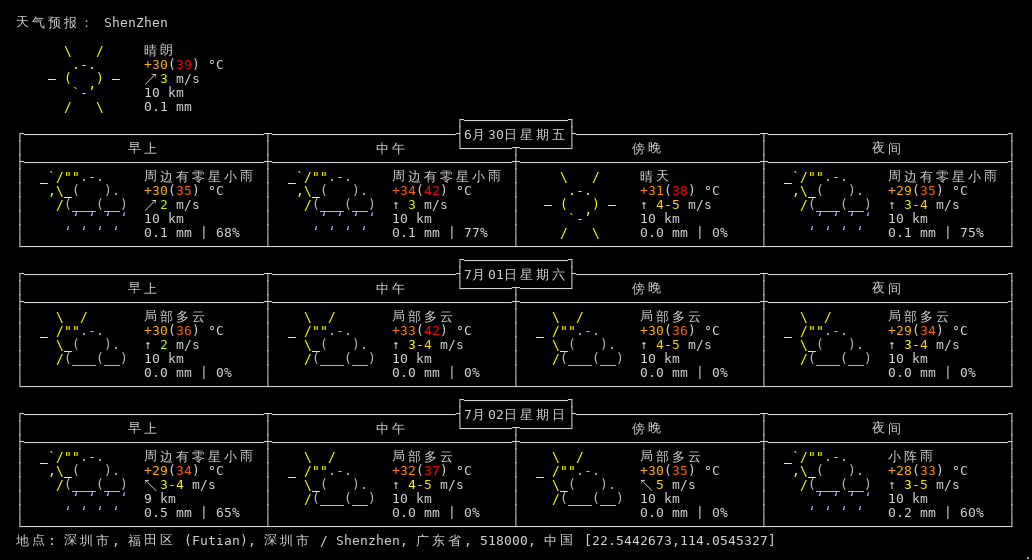 天气预报： ShenZhen
晴朗
+30(39) °C
↗3 m/s
10 km
0.1 mm
6月30日星期五
早上 中午 傍晚 夜间
周边有零星小雨 周边有零星小雨 晴天 周边有零星小雨
+30(35) °C +34(42) °C +31(38) °C +29(35) °C
↗2 m/s ↑ 3 m/s ↑ 4-5 m/s ↑ 3-4 m/s
10 km 10 km 10 km 10 km
0.1 mm | 68% 0.1 mm | 77% 0.0 mm | 0% 0.1 mm | 75%
7月01日星期六
早上 中午 傍晚 夜间
局部多云 局部多云 局部多云 局部多云
+30(36) °C +33(42) °C +30(36) °C +29(34) °C
↑ 2 m/s ↑ 3-4 m/s ↑ 4-5 m/s ↑ 3-4 m/s
10 km 10 km 10 km 10 km
0.0 mm | 0% 0.0 mm | 0% 0.0 mm | 0% 0.0 mm | 0%
7月02日星期日
早上 中午 傍晚 夜间
周边有零星小雨 局部多云 局部多云 小阵雨
+29(34) °C +32(37) °C +30(35) °C +28(33) °C
↖3-4 m/s ↑ 4-5 m/s ↖5 m/s ↑ 3-5 m/s
9 km 10 km 10 km 10 km
0.5 mm | 65% 0.0 mm | 0% 0.0 mm | 0% 0.2 mm | 60%
地点: 深圳市, 福田区 (Futian), 深圳市 / Shenzhen, 广东省, 518000, 中国 [22.5442673,114.0545327]